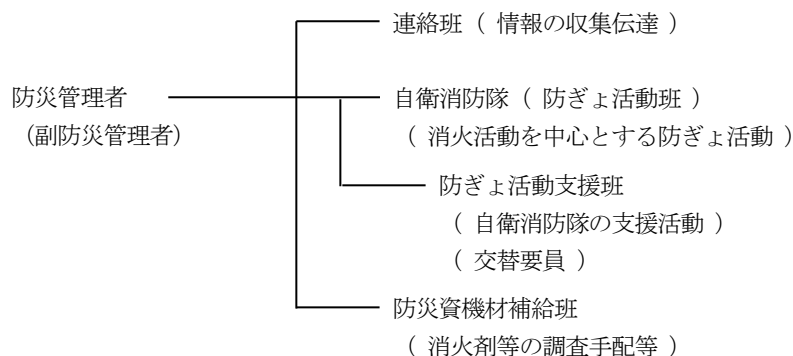 連絡班（ 情報の収集伝達 ）
防災管理者
（副防災管理者）
自衛消防隊（ 防ぎょ活動班 ）
（ 消火活動を中心とする防ぎょ活動 ）
防ぎょ活動支援班
（ 自衛消防隊の支援活動 ）
（ 交替要員 ）
防災資機材補給班
（ 消火剤等の調査手配等 ）